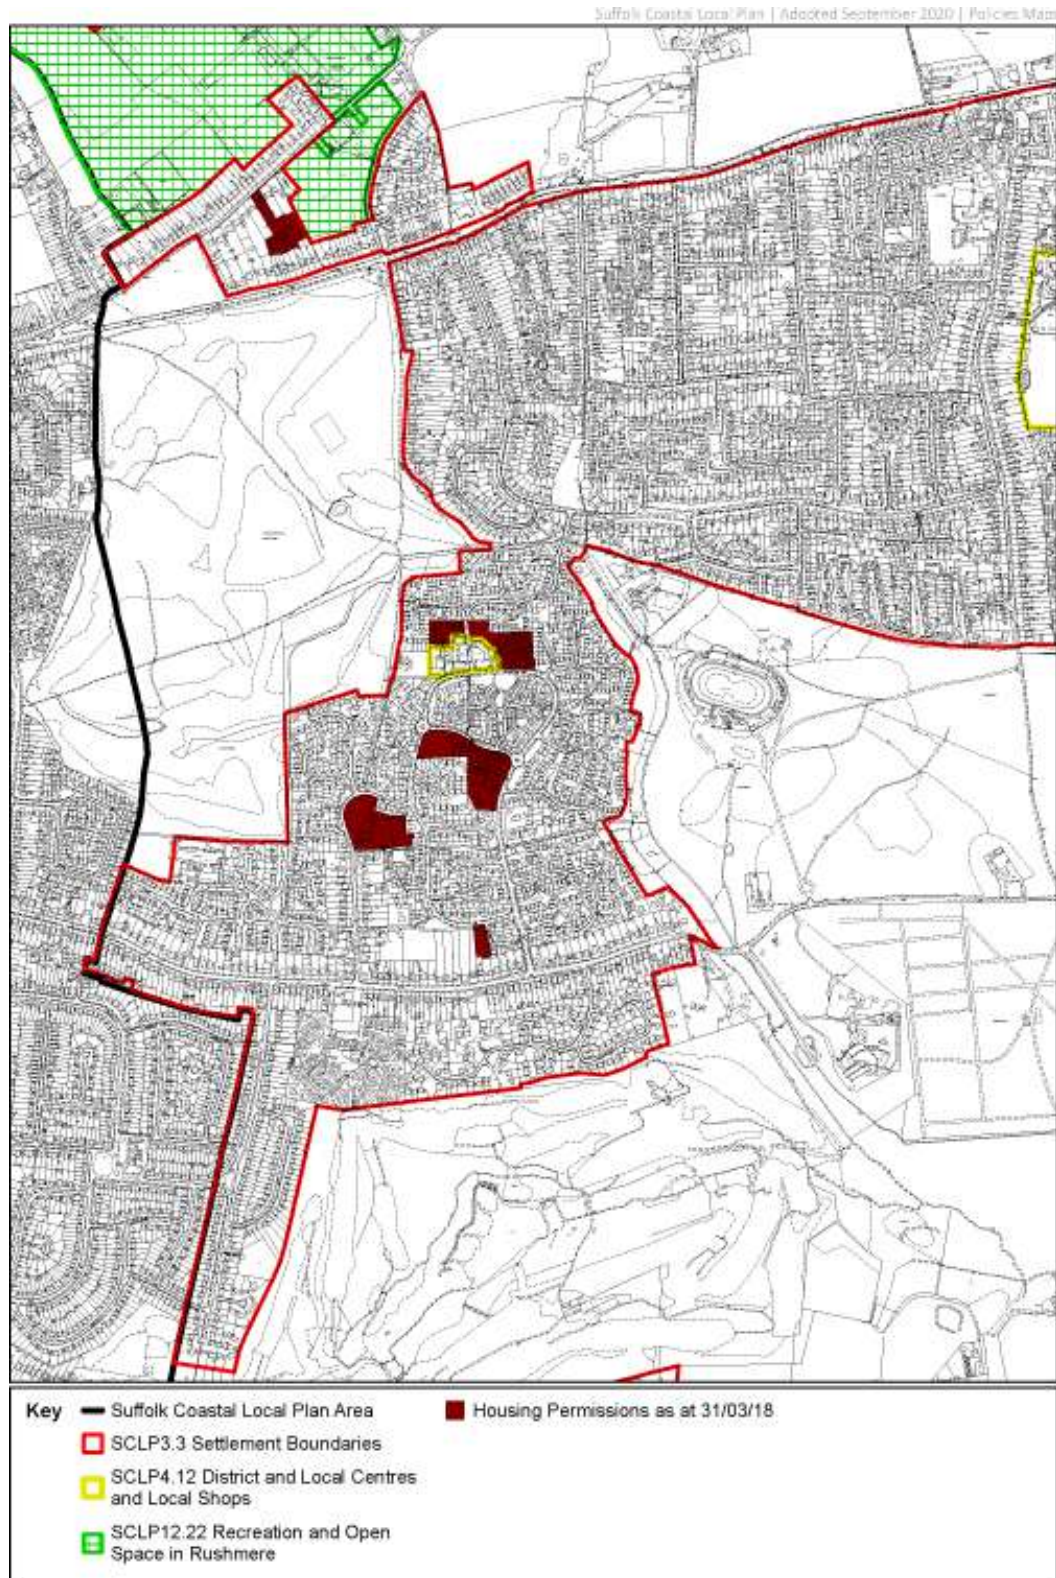 Suffolk Coastal Local Plan | Adopted September 2020 | Policies Maps
Key
Suffolk Coastal Local Plan Area
Housing Permissions as at 31/03/18
SCLP3.3 Settlement Boundaries
SCLP4.12 District and Local Centres
and Local Shops
SCLP12.22 Recreation and Open
Space in Rushmere